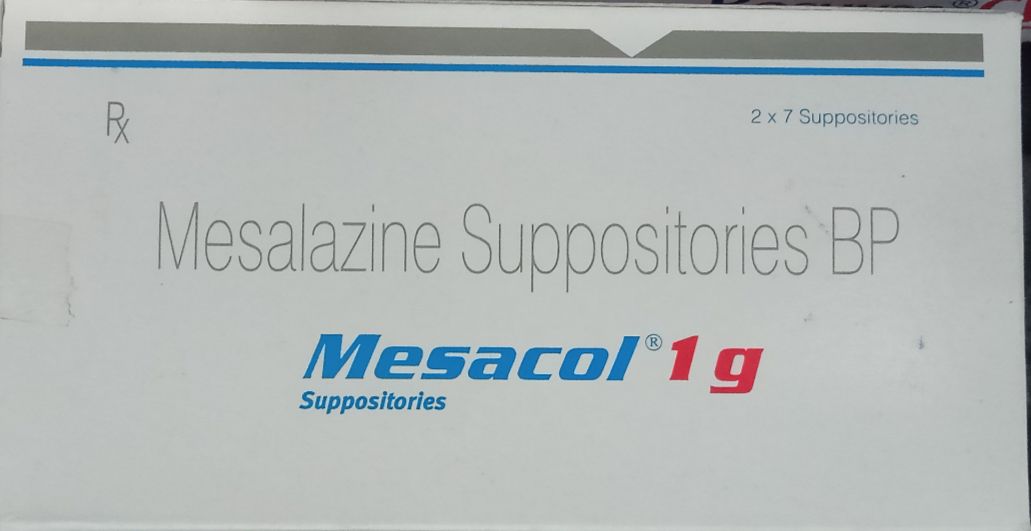 Rx
2 x 7 Suppositories
Mesalazine Suppositories BP
Mesacol® 1 g
Suppositories